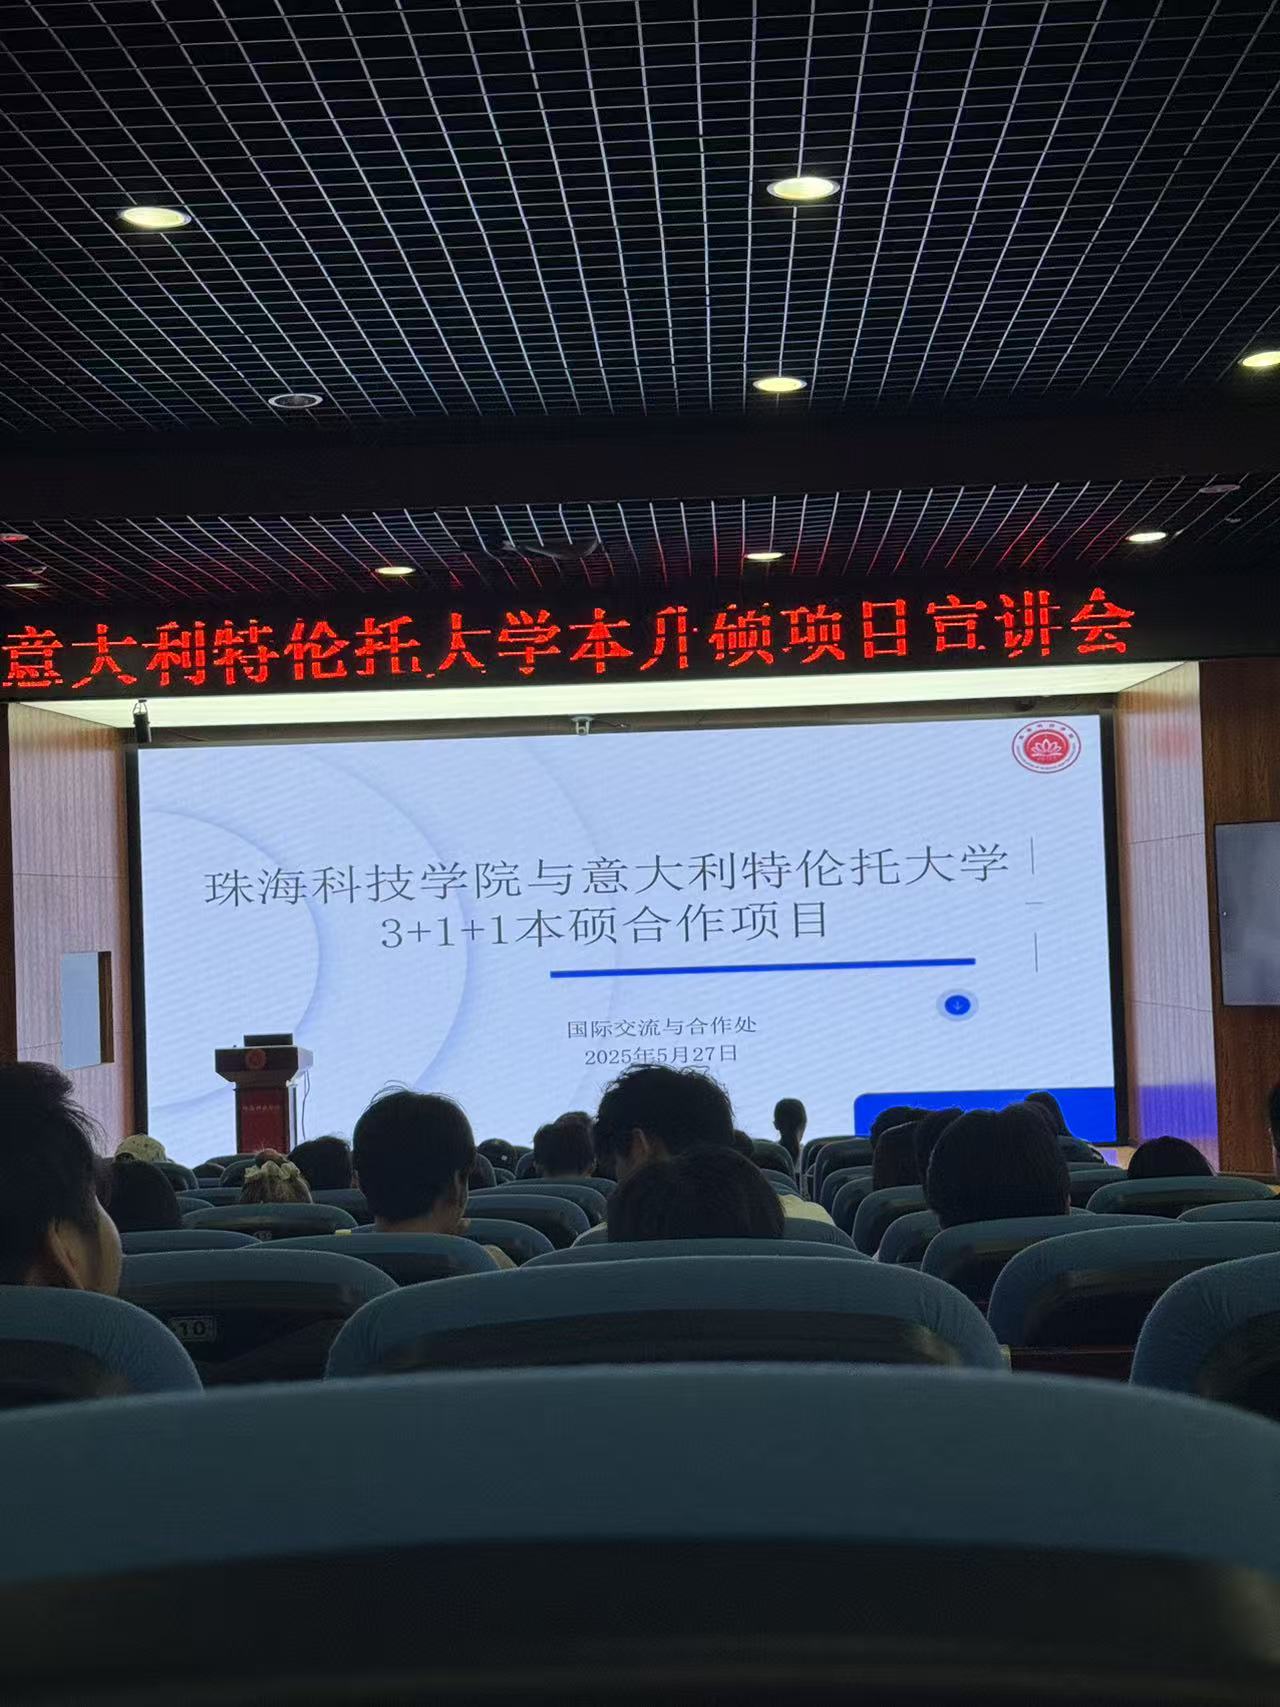 意大利特伦托大学本升硕项目宣讲会
珠海科技学院与意大利特伦托大学
3+1+1本硕合作项目
国际交流与合作处
2025年5月27日
10